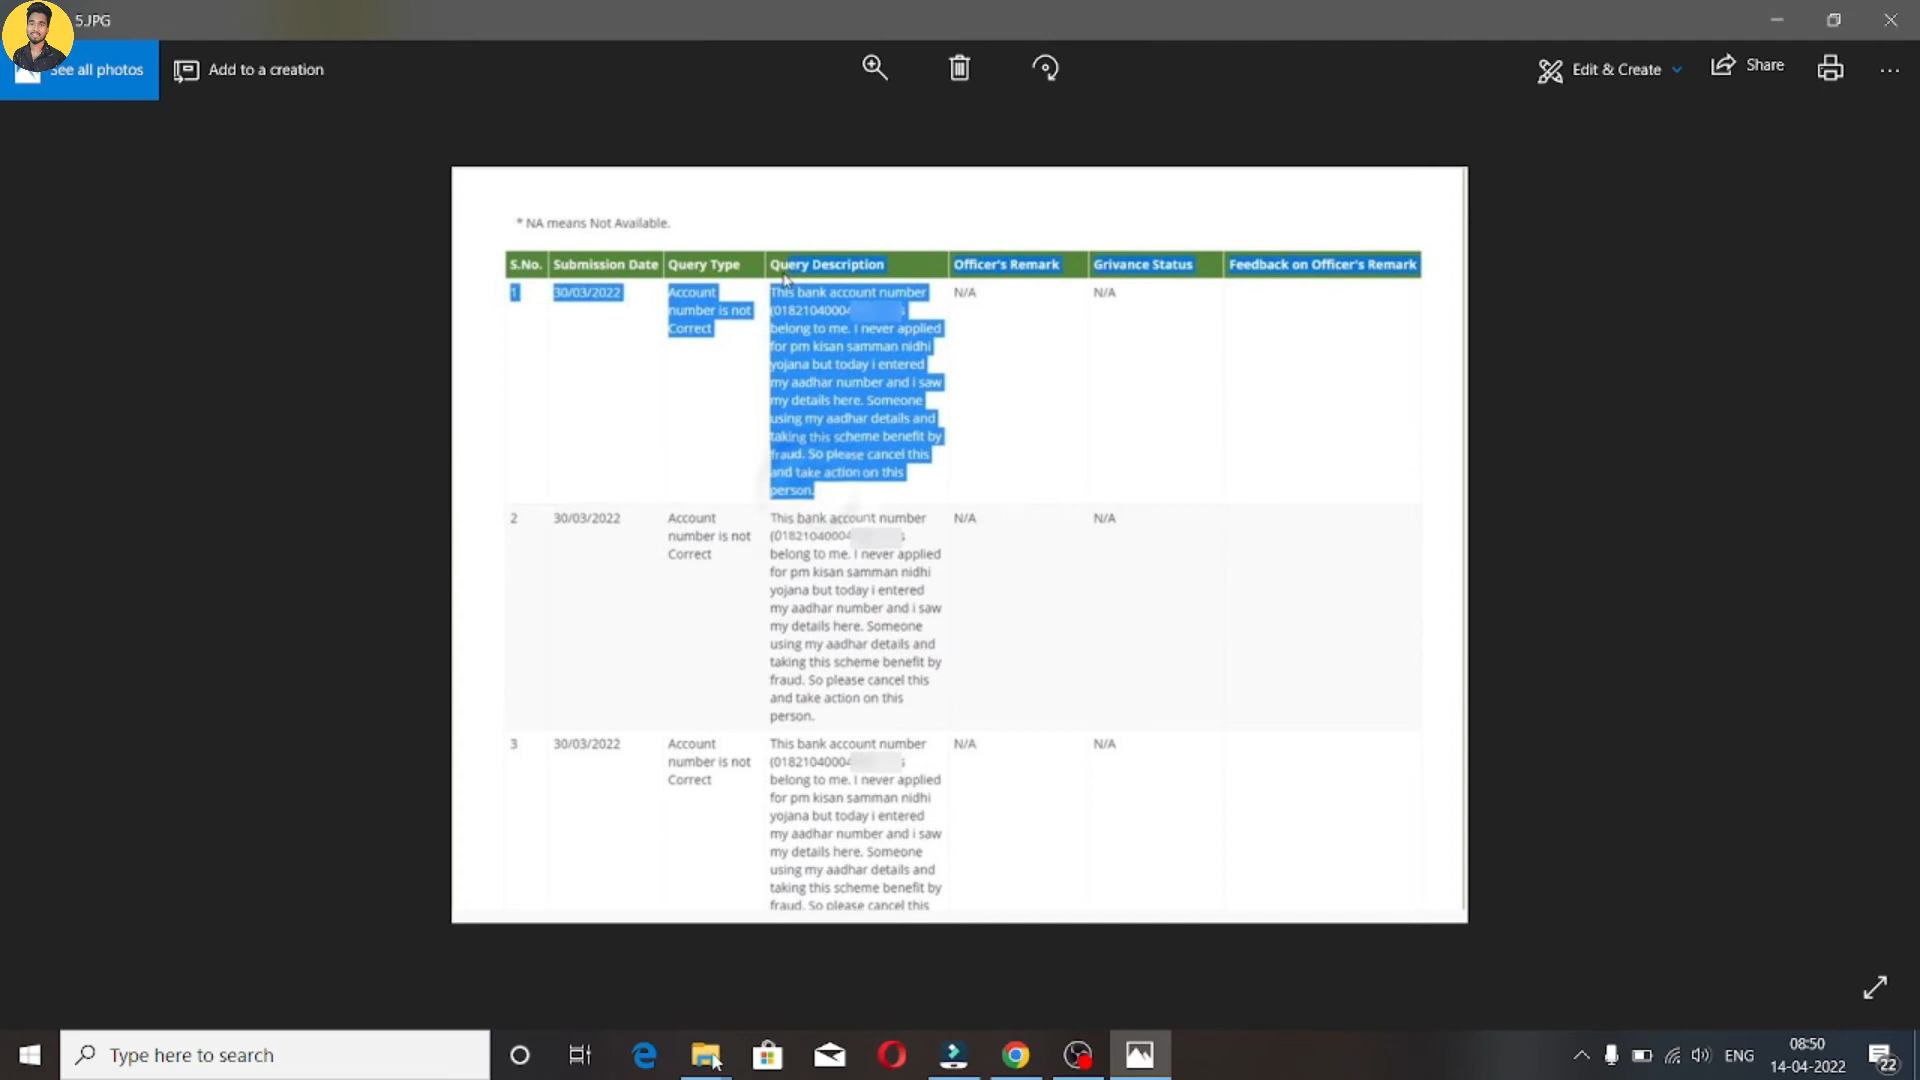 5.JPG
See all photos
Add to a creation
Edit & Create
Share
* NA means Not Available.
S.No. Submission Date Query Type Query Description Officer's Remark Grivance Status Feedback on Officer's Remark
1 30/03/2022 Account This bank account number N/A N/A
number is not (01821040004
Correct belong to me. I never applied
for pm kisan samman nidhi
yojana but today i entered
my aadhar number and i saw
my details here. Someone
using my aadhar details and
taking this scheme benefit by
fraud. So please cancel this
and take action on this
person.
2 30/03/2022 Account This bank account number N/A N/A
number is not (01821040004
Correct belong to me. I never applied
for pm kisan samman nidhi
yojana but today i entered
my aadhar number and i saw
my details here. Someone
using my aadhar details and
taking this scheme benefit by
fraud. So please cancel this
and take action on this
person.
3 30/03/2022 Account This bank account number N/A N/A
number is not (01821040004
Correct belong to me. I never applied
for pm kisan samman nidhi
yojana but today i entered
my aadhar number and i saw
my details here. Someone
using my aadhar details and
taking this scheme benefit by
fraud. So please cancel this
Type here to search
ENG
08:50
14-04-2022
22